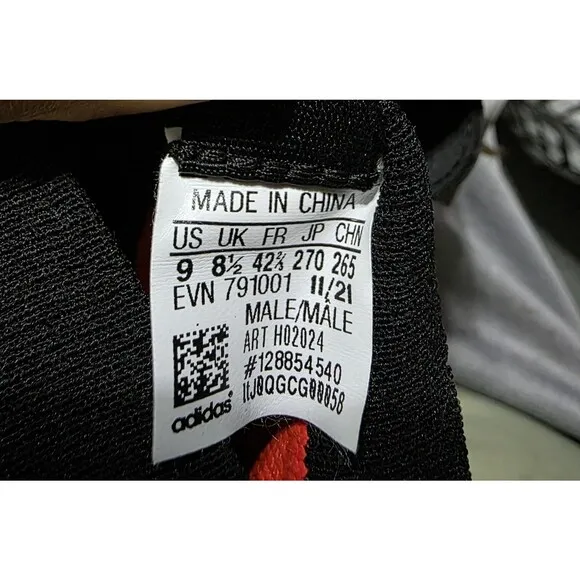 MADE IN CHINA
US UK FR JP CHN
9 8½ 42⅔ 270 265
EVN 791001 11/21
MALE/MÂLE
ART H02024
#128854540
ItJ0QGCG00058
adidas®